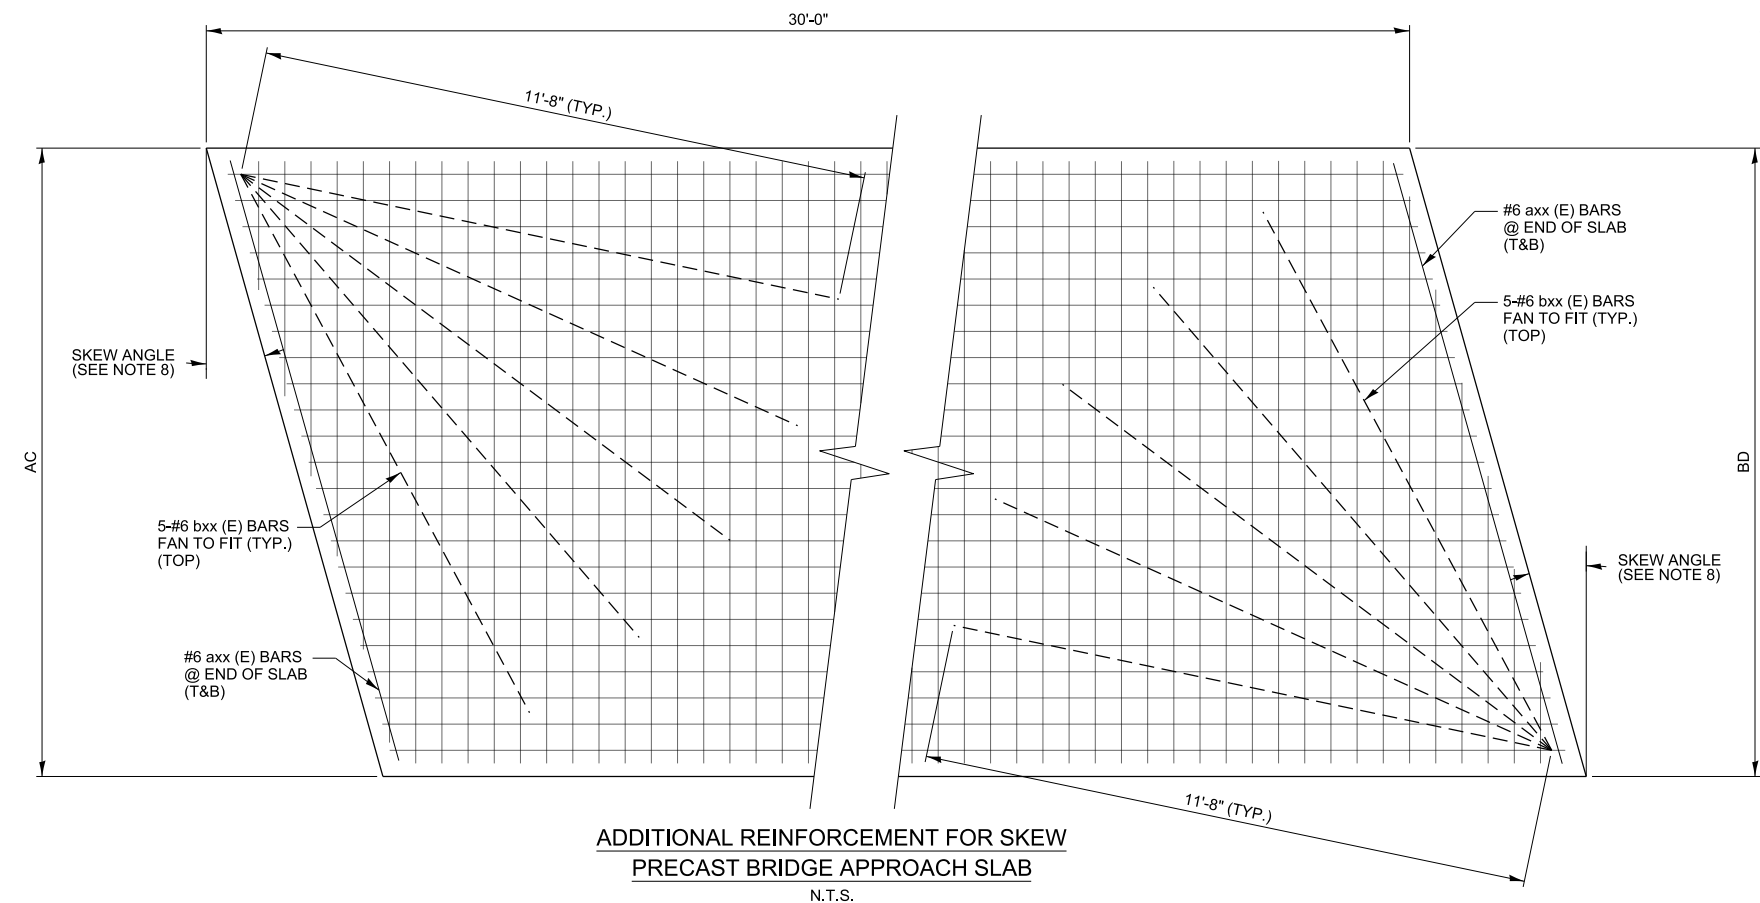 30'-0"
11'-8" (TYP.)
#6 axx (E) BARS
@ END OF SLAB
(T&B)
5-#6 bxx (E) BARS
FAN TO FIT (TYP.)
(TOP)
SKEW ANGLE
(SEE NOTE 8)
AC
BD
5-#6 bxx (E) BARS
FAN TO FIT (TYP.)
(TOP)
SKEW ANGLE
(SEE NOTE 8)
#6 axx (E) BARS
@ END OF SLAB
(T&B)
11'-8" (TYP.)
ADDITIONAL REINFORCEMENT FOR SKEW
PRECAST BRIDGE APPROACH SLAB
N.T.S.